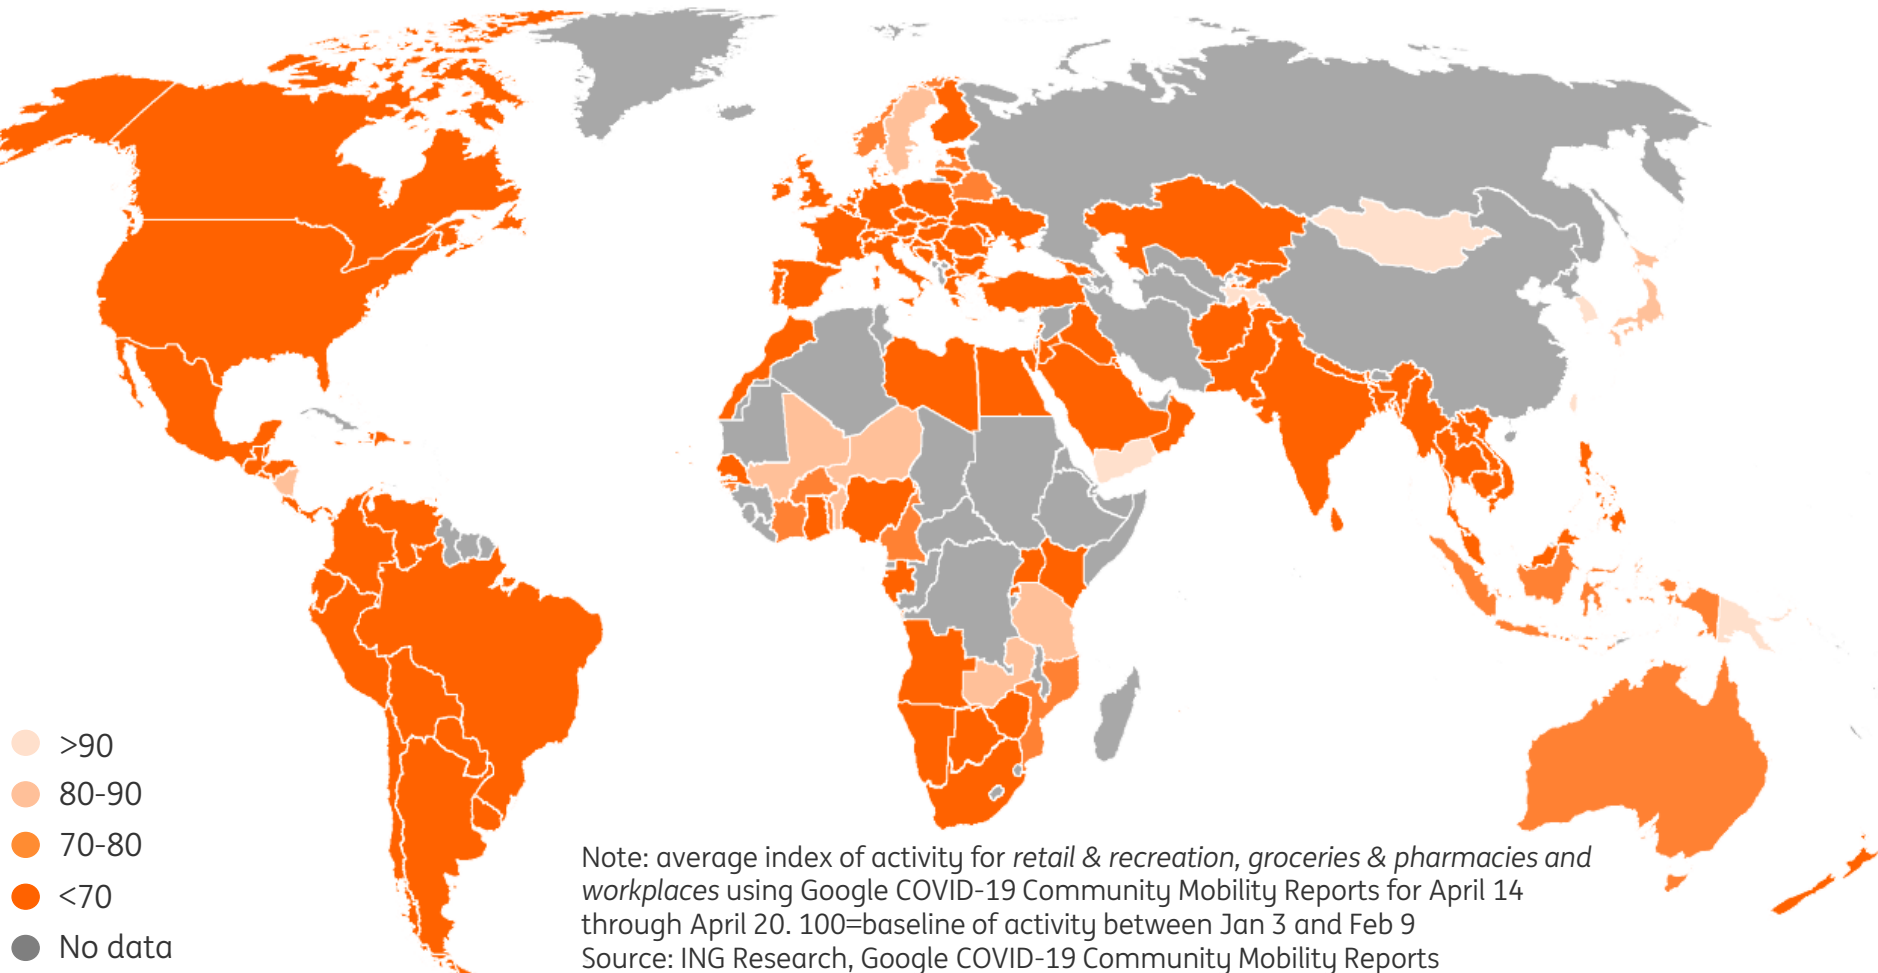 >90
80-90
70-80
<70
No data
Note: average index of activity for retail & recreation, groceries & pharmacies and
workplaces using Google COVID-19 Community Mobility Reports for April 14
through April 20. 100=baseline of activity between Jan 3 and Feb 9
Source: ING Research, Google COVID-19 Community Mobility Reports